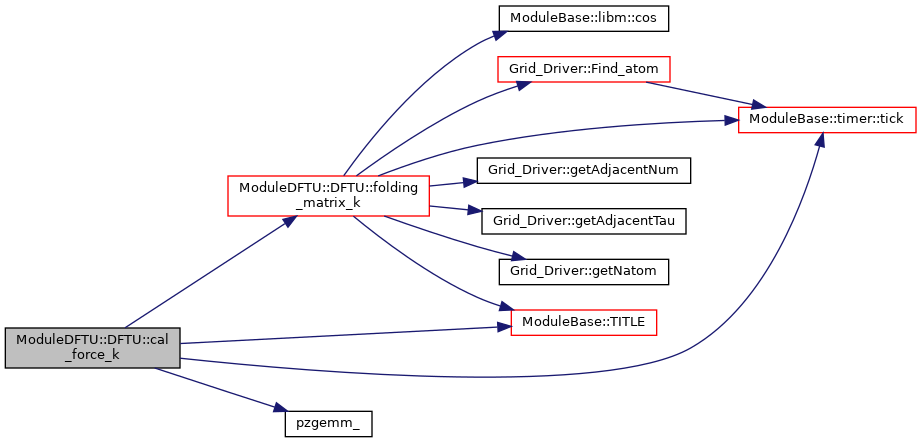 ModuleBase::libm::cos
Grid_Driver::Find_atom
ModuleBase::timer::tick
Grid_Driver::getAdjacentNum
ModuleDFTU::DFTU::folding
_matrix_k
Grid_Driver::getAdjacentTau
Grid_Driver::getNatom
ModuleBase::TITLE
ModuleDFTU::DFTU::cal
_force_k
pzgemm_